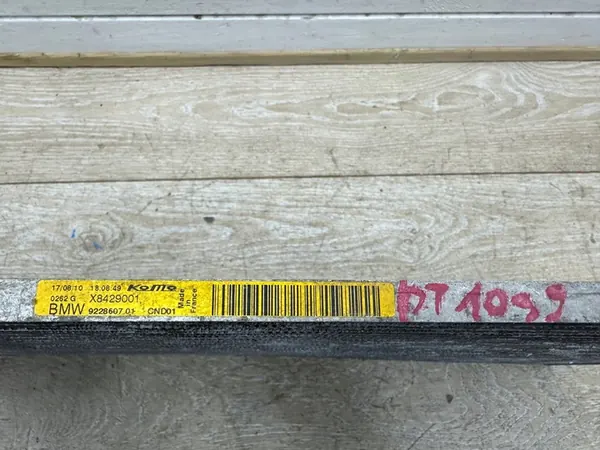 17/08/10 18:08:49 KOMO
0262 G X8429001
BMW 9228607.01 CND01
Made in France
DT 1099